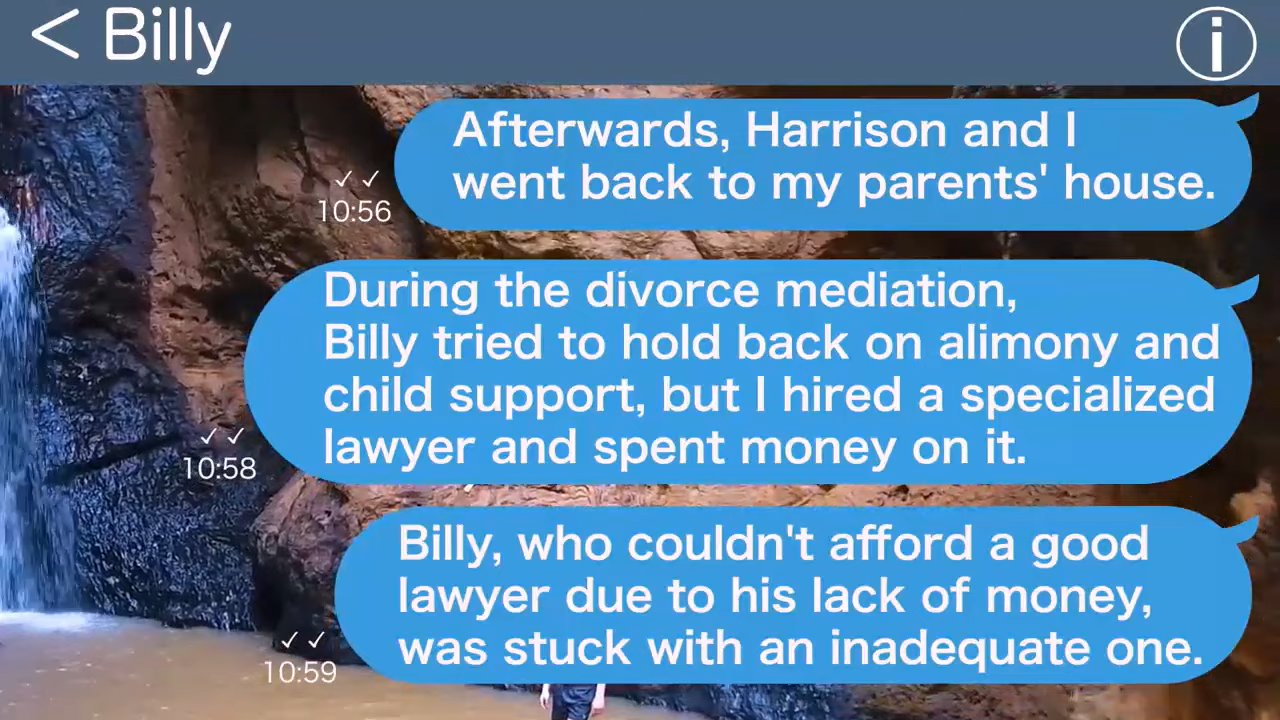 < Billy
i
Afterwards, Harrison and I
went back to my parents' house.
✓✓
10:56
During the divorce mediation,
Billy tried to hold back on alimony and
child support, but I hired a specialized
lawyer and spent money on it.
✓✓
10:58
Billy, who couldn't afford a good
lawyer due to his lack of money,
was stuck with an inadequate one.
✓✓
10:59